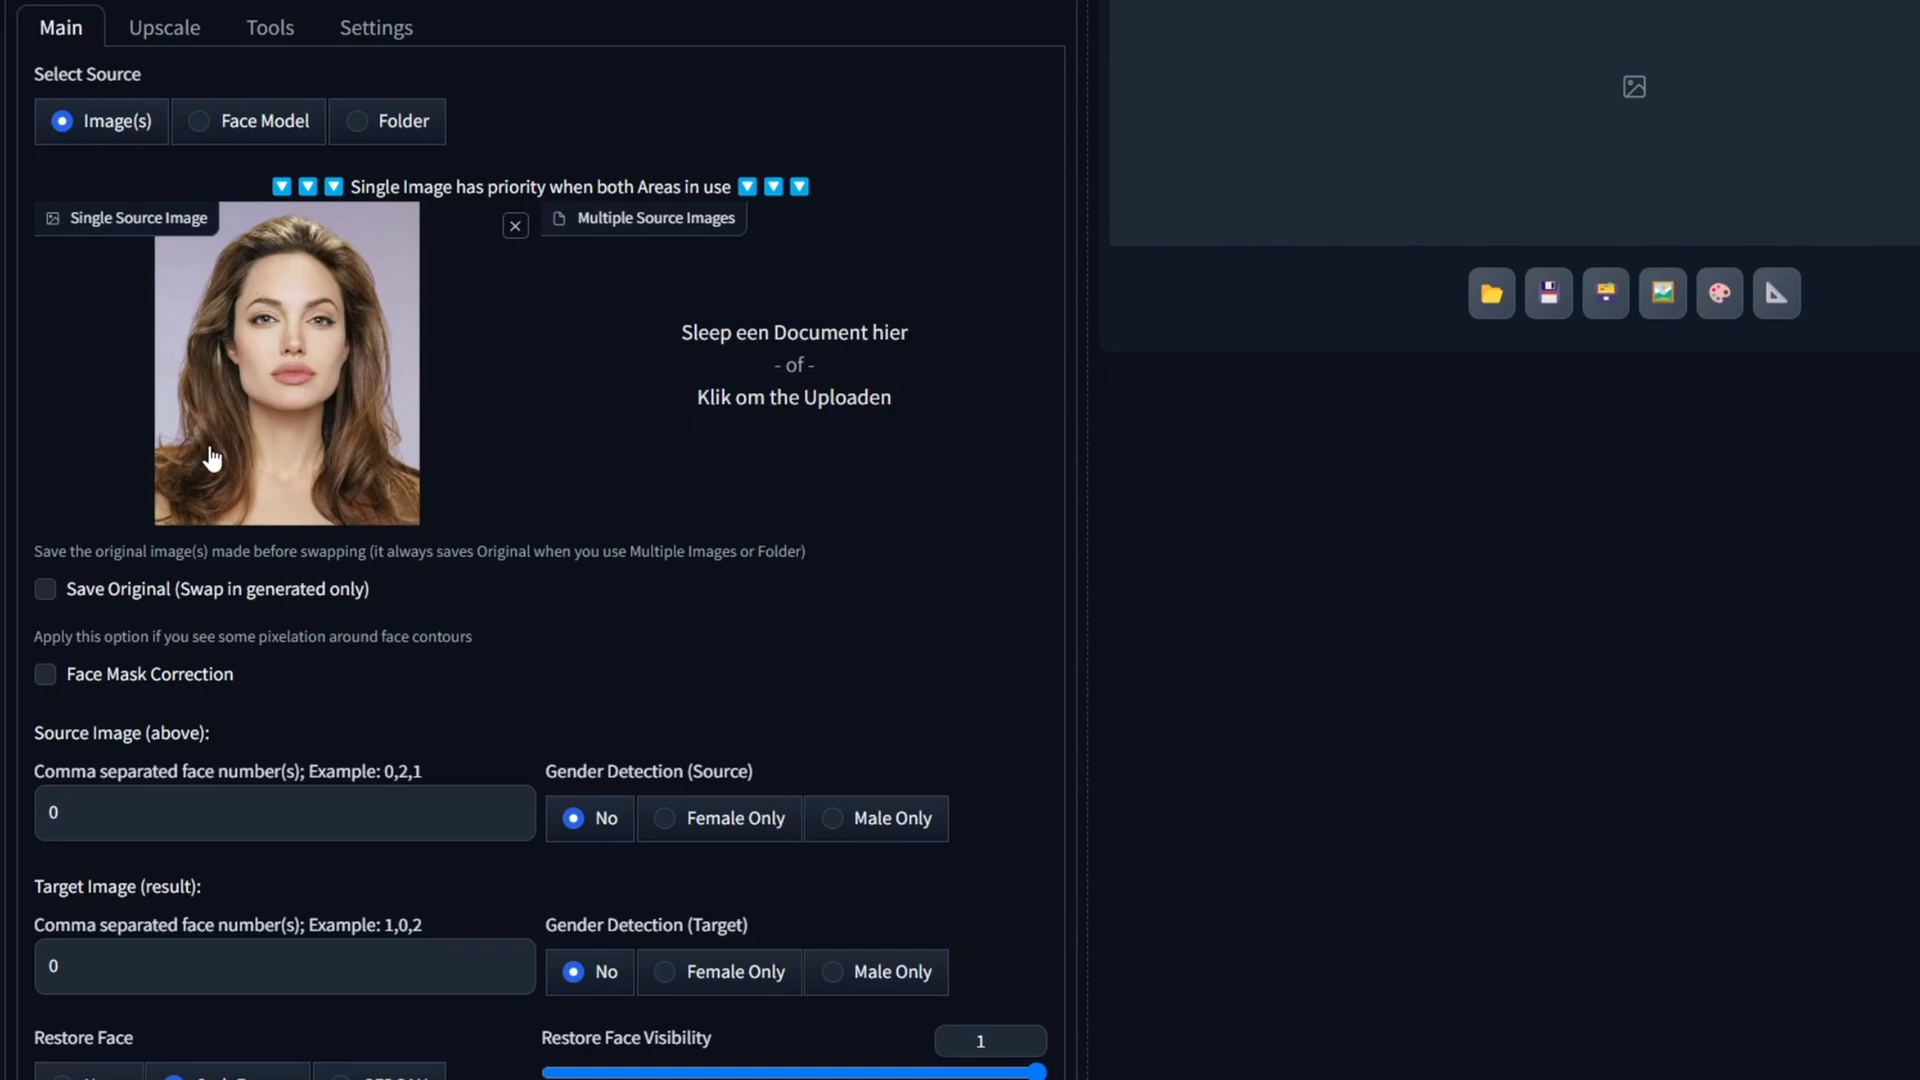 Main Upscale Tools Settings
Select Source
Image(s) Face Model Folder
Single Image has priority when both Areas in use
Single Source Image
Multiple Source Images
Sleep een Document hier
- of -
Klik om the Uploaden
Save the original image(s) made before swapping (it always saves Original when you use Multiple Images or Folder)
Save Original (Swap in generated only)
Apply this option if you see some pixelation around face contours
Face Mask Correction
Source Image (above):
Comma separated face number(s); Example: 0,2,1
0
Gender Detection (Source)
No Female Only Male Only
Target Image (result):
Comma separated face number(s); Example: 1,0,2
0
Gender Detection (Target)
No Female Only Male Only
Restore Face
Restore Face Visibility
1